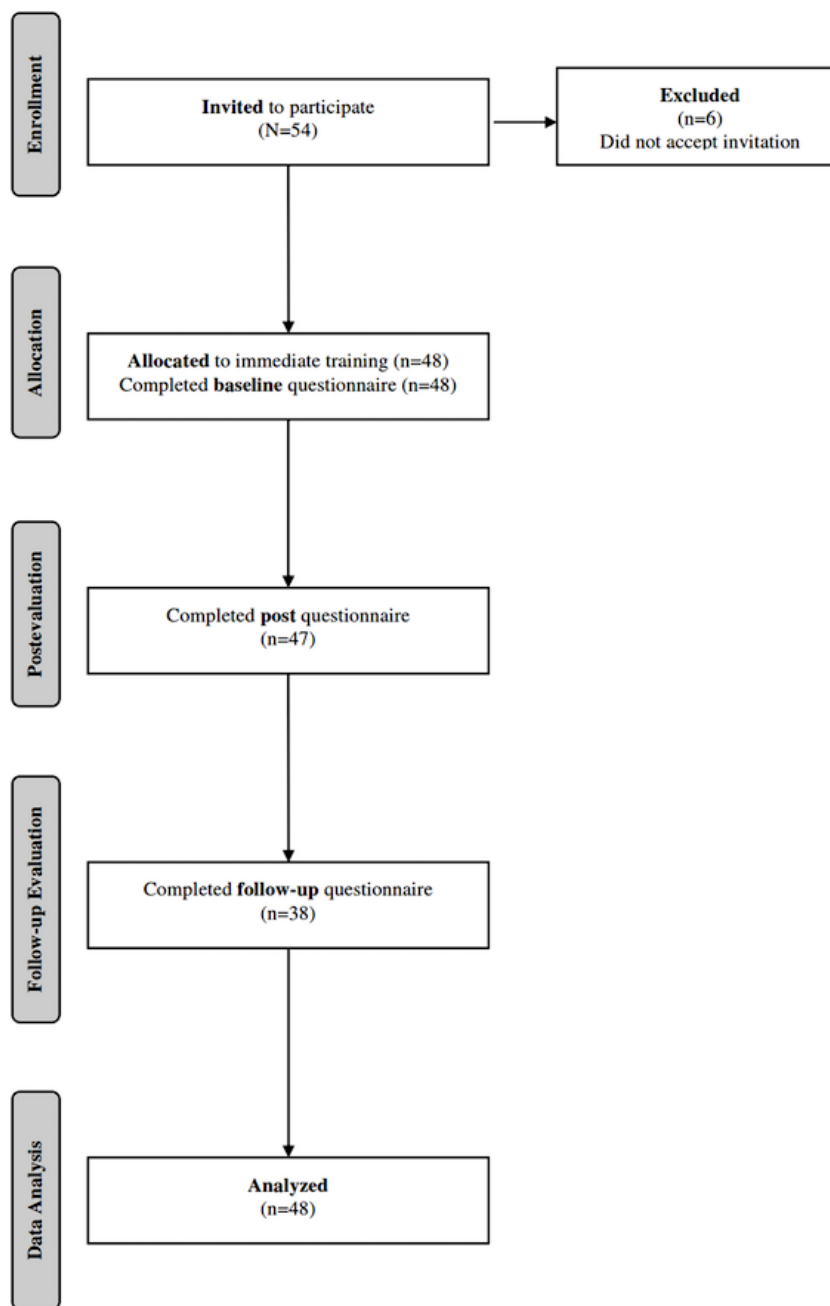 Enrollment
Invited to participate
(N=54)
Excluded
(n=6)
Did not accept invitation
Allocation
Allocated to immediate training (n=48)
Completed baseline questionnaire (n=48)
Postevaluation
Completed post questionnaire
(n=47)
Follow-up Evaluation
Completed follow-up questionnaire
(n=38)
Data Analysis
Analyzed
(n=48)